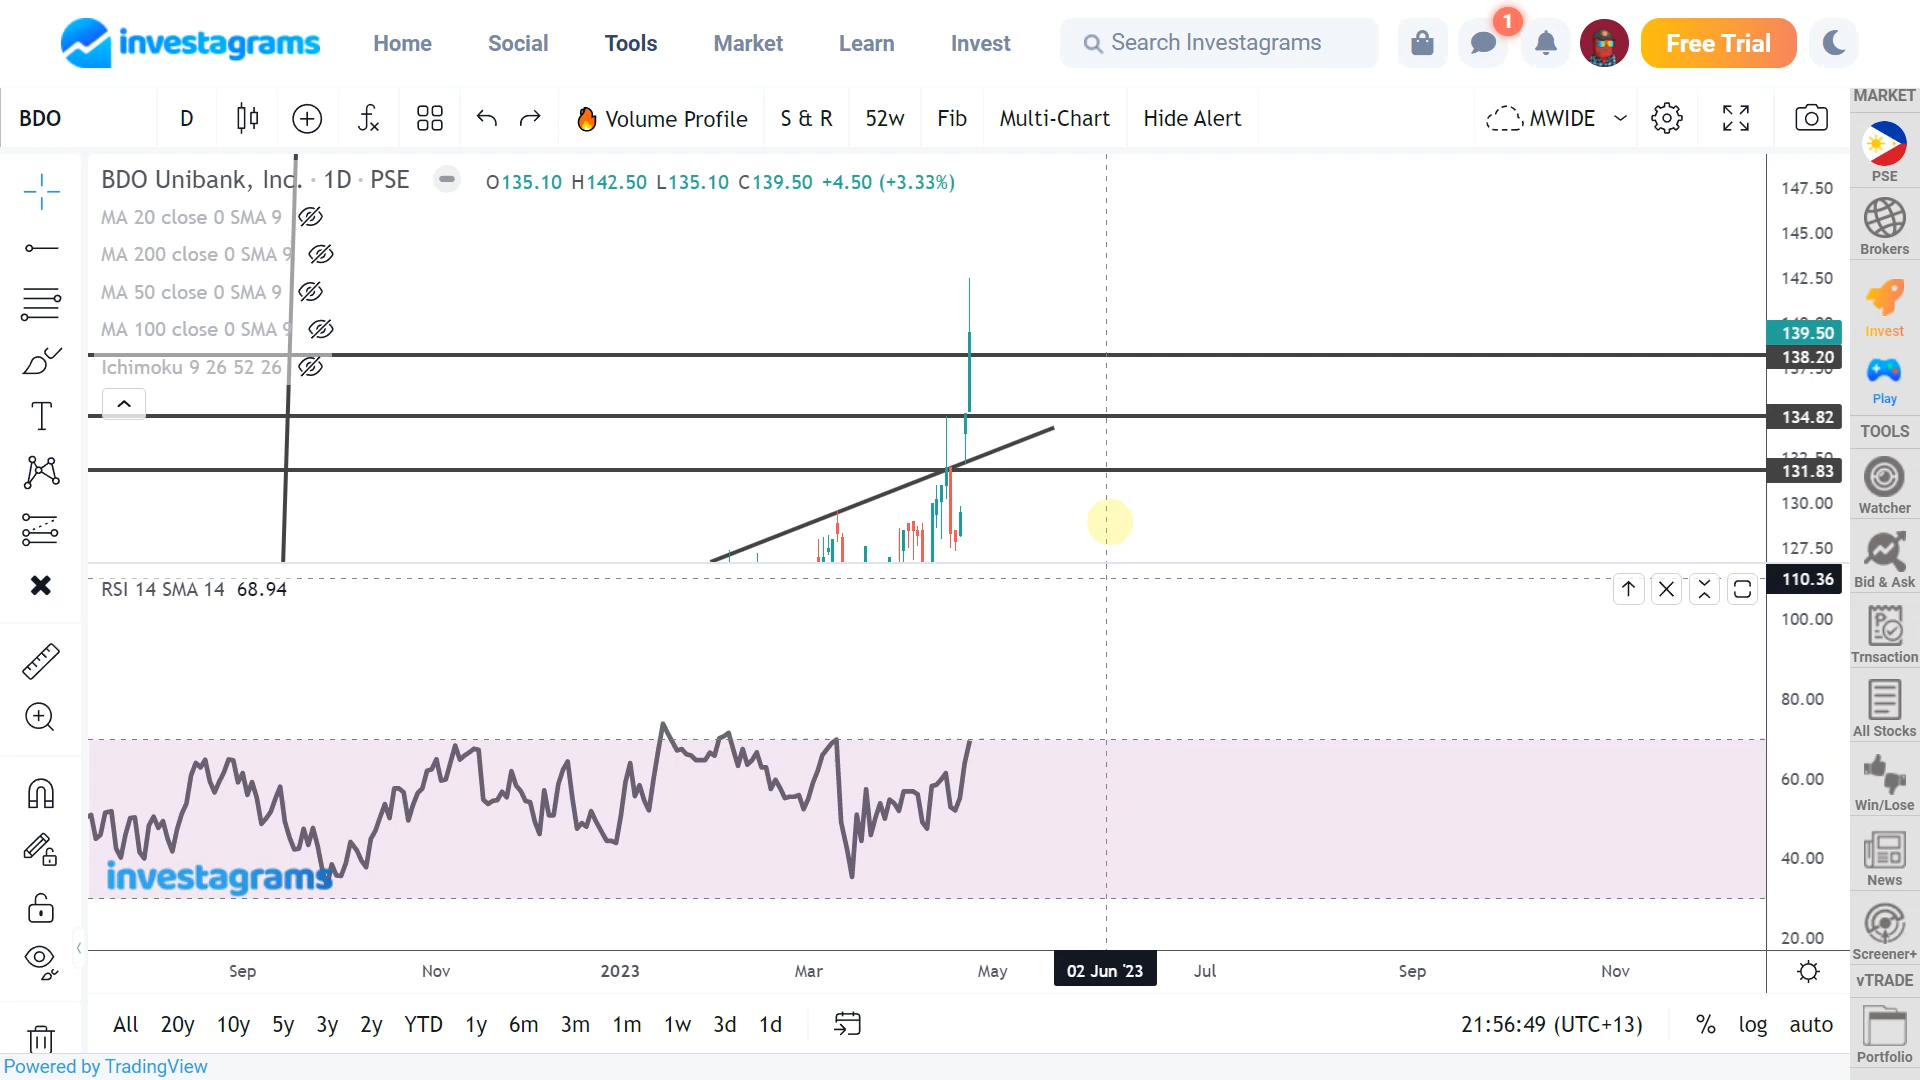 investagrams Home Social Tools Market Learn Invest Search Investagrams 1 Free Trial
BDO D Volume Profile S & R 52w Fib Multi-Chart Hide Alert MWIDE
BDO Unibank, Inc. · 1D · PSE O135.10 H142.50 L135.10 C139.50 +4.50 (+3.33%)
MA 20 close 0 SMA 9
MA 200 close 0 SMA 9
MA 50 close 0 SMA 9
MA 100 close 0 SMA 9
Ichimoku 9 26 52 26
147.50
145.00
142.50
139.50
138.20
134.82
131.83
130.00
127.50
RSI 14 SMA 14 68.94
110.36
100.00
80.00
60.00
40.00
20.00
investagrams
Sep Nov 2023 Mar May 02 Jun '23 Jul Sep Nov
All 20y 10y 5y 3y 2y YTD 1y 6m 3m 1m 1w 3d 1d 21:56:49 (UTC+13) % log auto
Powered by TradingView
MARKET
PSE
Brokers
Invest
Play
TOOLS
Watcher
Bid & Ask
Trnsaction
All Stocks
Win/Lose
News
Screener+
vTRADE
Portfolio